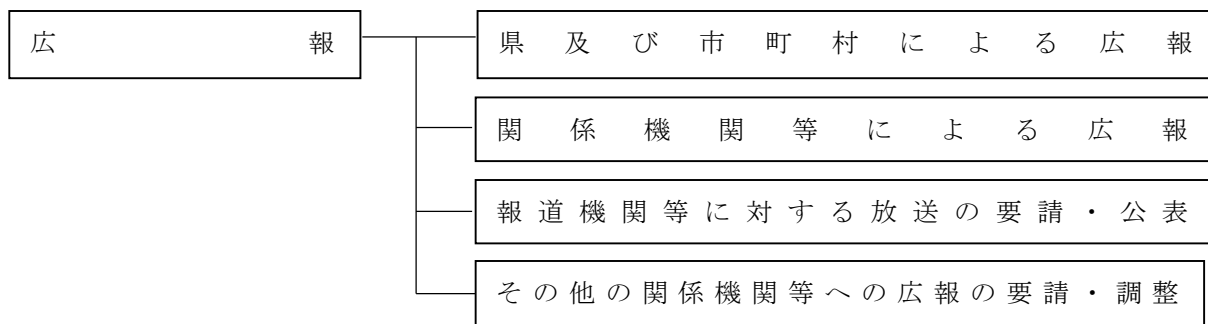 広報
県及び市町村による広報
関係機関等による広報
報道機関等に対する放送の要請・公表
その他の関係機関等への広報の要請・調整